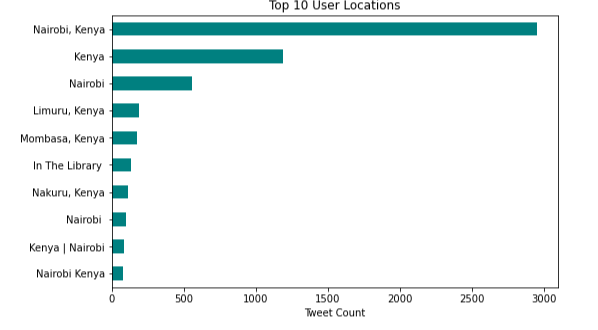 Top 10 User Locations
Nairobi, Kenya
Kenya
Nairobi
Limuru, Kenya
Mombasa, Kenya
In The Library
Nakuru, Kenya
Nairobi
Kenya | Nairobi
Nairobi Kenya
0 500 1000 1500 2000 2500 3000
Tweet Count